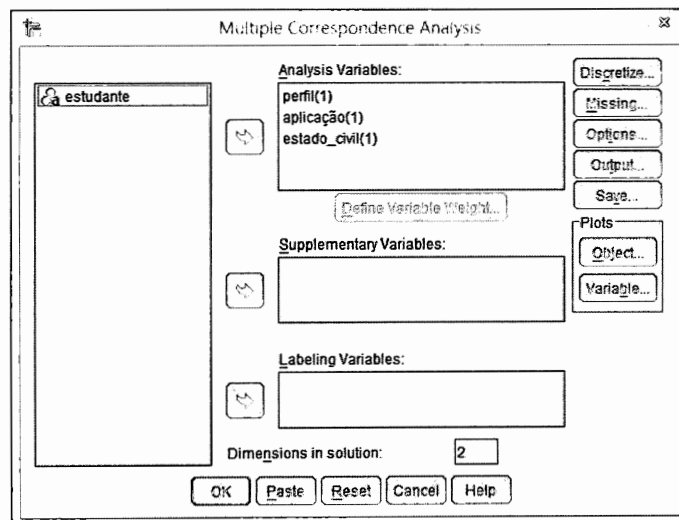 Multiple Correspondence Analysis
estudante
Analysis Variables:
perfil(1)
aplicação(1)
estado_civil(1)
Define Variable Weight...
Supplementary Variables:
Labeling Variables:
Dimensions in solution:
2
Discretize...
Missing...
Options...
Output...
Save...
Plots
Object...
Variable...
OK
Paste
Reset
Cancel
Help